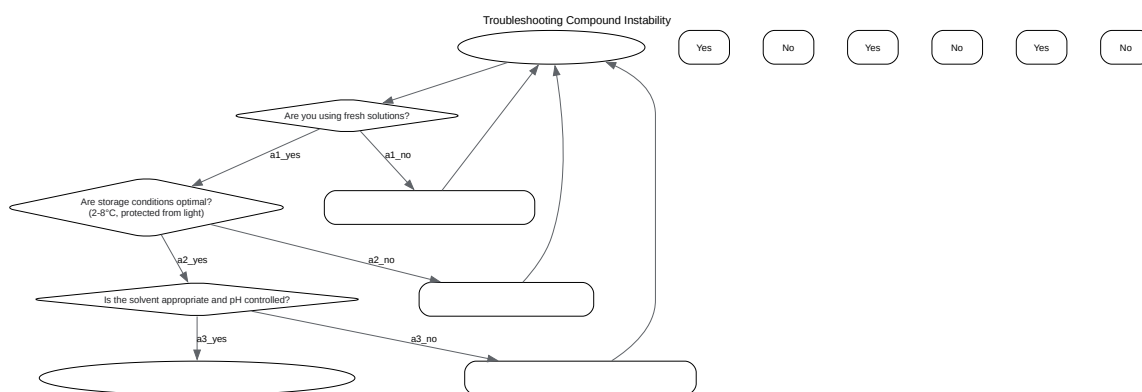 Troubleshooting Compound Instability
Yes
No
Yes
No
Yes
No
Are you using fresh solutions?
a1_yes
a1_no
Are storage conditions optimal?
(2-8°C, protected from light)
a2_yes
a2_no
Is the solvent appropriate and pH controlled?
a3_yes
a3_no